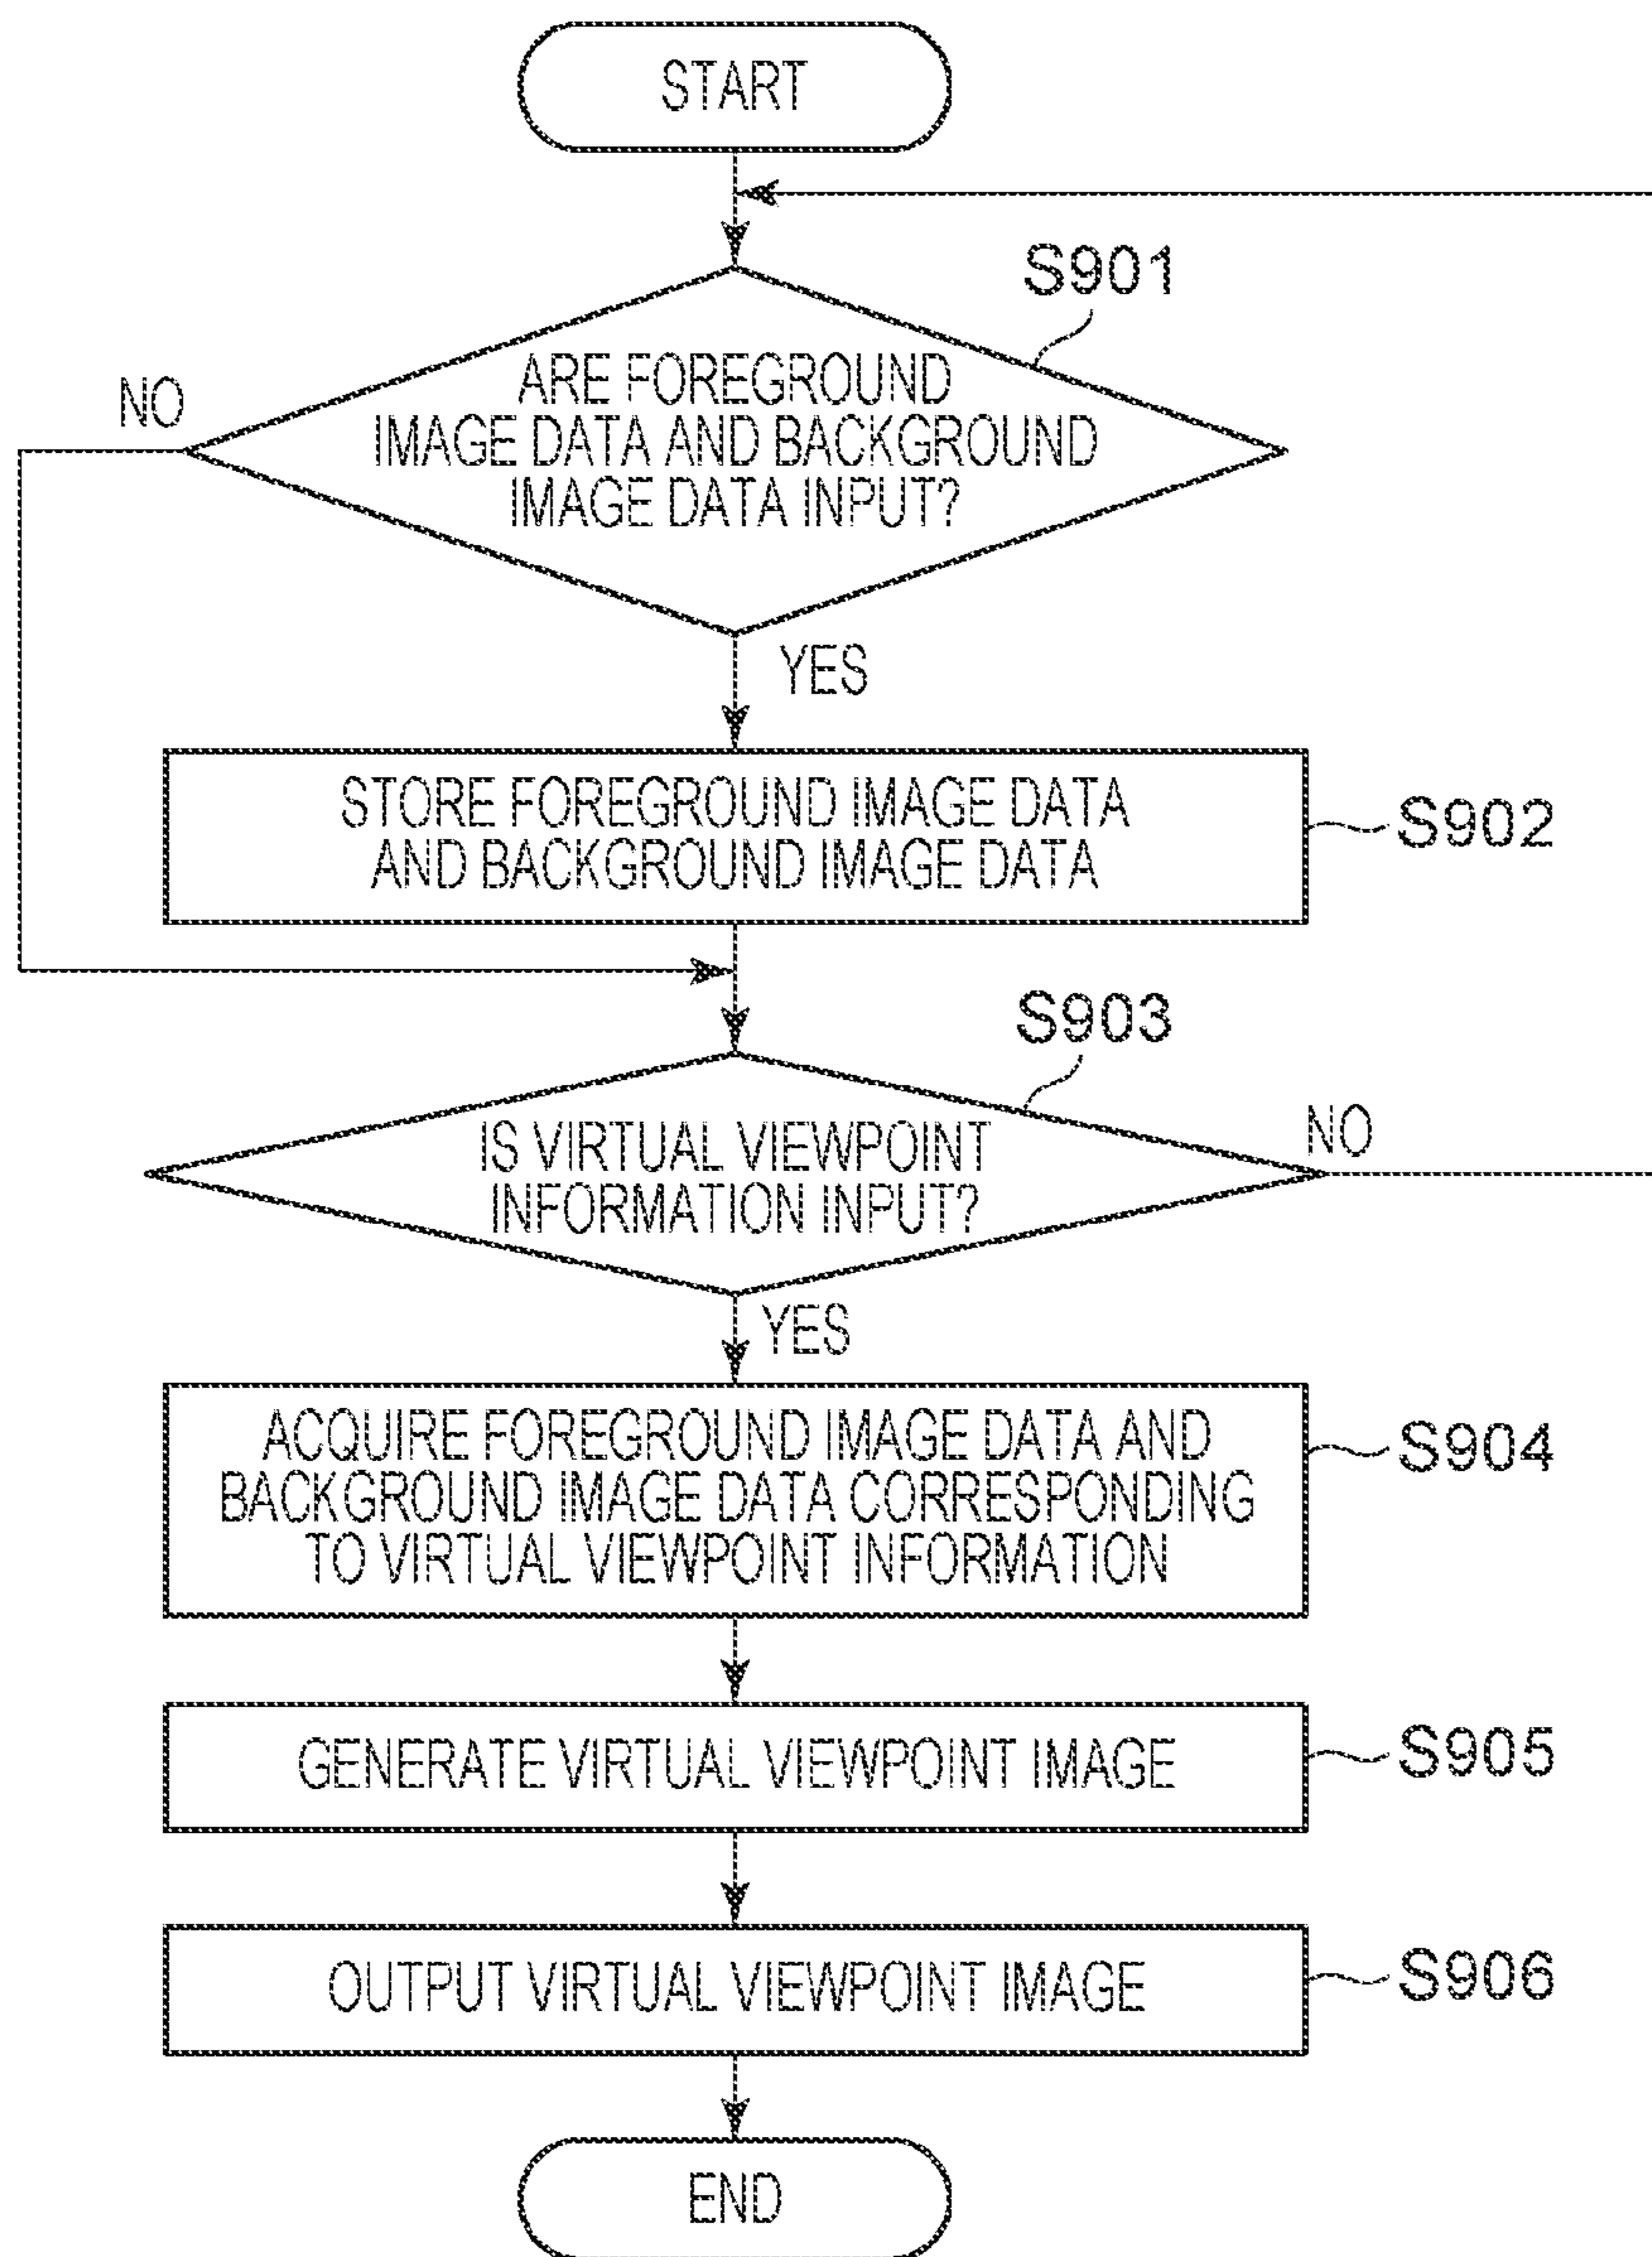 START
S901
ARE FOREGROUND
IMAGE DATA AND BACKGROUND
IMAGE DATA INPUT?
NO
YES
STORE FOREGROUND IMAGE DATA
AND BACKGROUND IMAGE DATA
S902
S903
IS VIRTUAL VIEWPOINT
INFORMATION INPUT?
NO
YES
ACQUIRE FOREGROUND IMAGE DATA AND
BACKGROUND IMAGE DATA CORRESPONDING
TO VIRTUAL VIEWPOINT INFORMATION
S904
GENERATE VIRTUAL VIEWPOINT IMAGE
S905
OUTPUT VIRTUAL VIEWPOINT IMAGE
S906
END